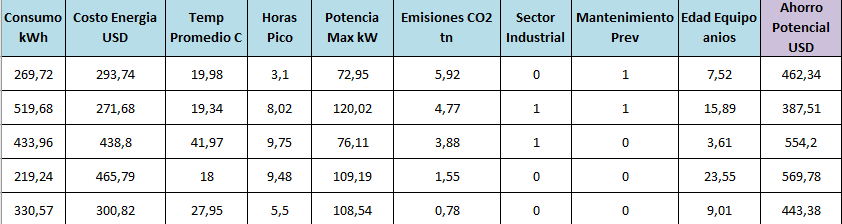 Consumo kWh | Costo Energia USD | Temp Promedio C | Horas Pico | Potencia Max kW | Emisiones CO2 tn | Sector Industrial | Mantenimiento Prev | Edad Equipo anios | Ahorro Potencial USD
269,72 | 293,74 | 19,98 | 3,1 | 72,95 | 5,92 | 0 | 1 | 7,52 | 462,34
519,68 | 271,68 | 19,34 | 8,02 | 120,02 | 4,77 | 1 | 1 | 15,89 | 387,51
433,96 | 438,8 | 41,97 | 9,75 | 76,11 | 3,88 | 1 | 0 | 3,61 | 554,2
219,24 | 465,79 | 18 | 9,48 | 109,19 | 1,55 | 0 | 0 | 23,55 | 569,78
330,57 | 300,82 | 27,95 | 5,5 | 108,54 | 0,78 | 0 | 0 | 9,01 | 443,38